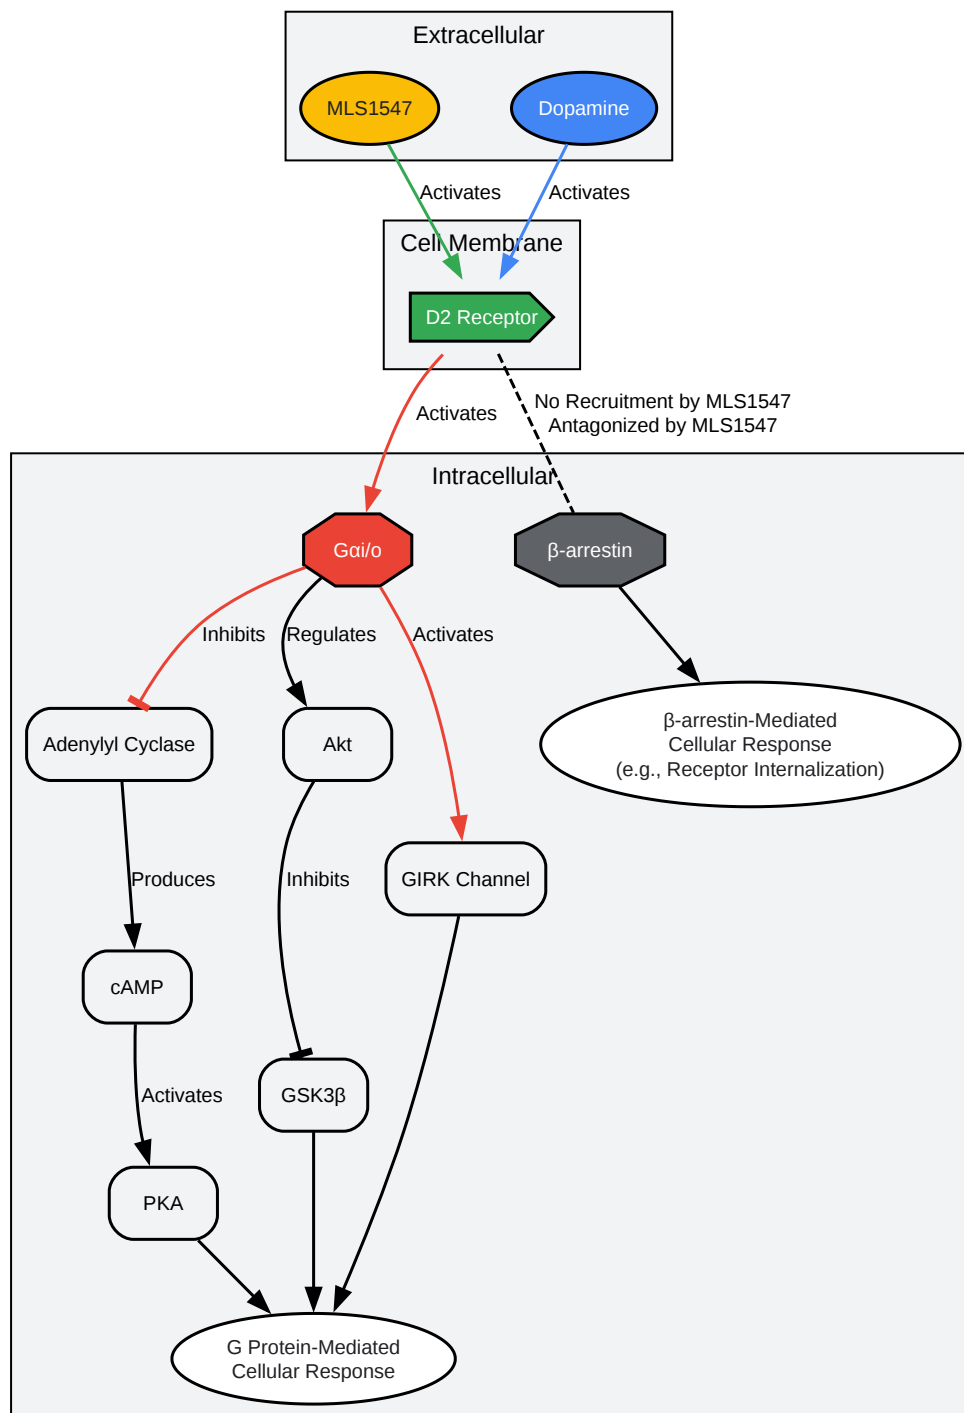 Extracellular
MLS1547
Dopamine
Activates
Activates
Cell Membrane
D2 Receptor
No Recruitment by MLS1547
Antagonized by MLS1547
Activates
Intracellular
Gαi/o
β-arrestin
Inhibits
Regulates
Activates
β-arrestin-Mediated
Cellular Response
(e.g., Receptor Internalization)
Adenylyl Cyclase
Akt
Produces
Inhibits
GIRK Channel
cAMP
Activates
GSK3β
PKA
G Protein-Mediated
Cellular Response